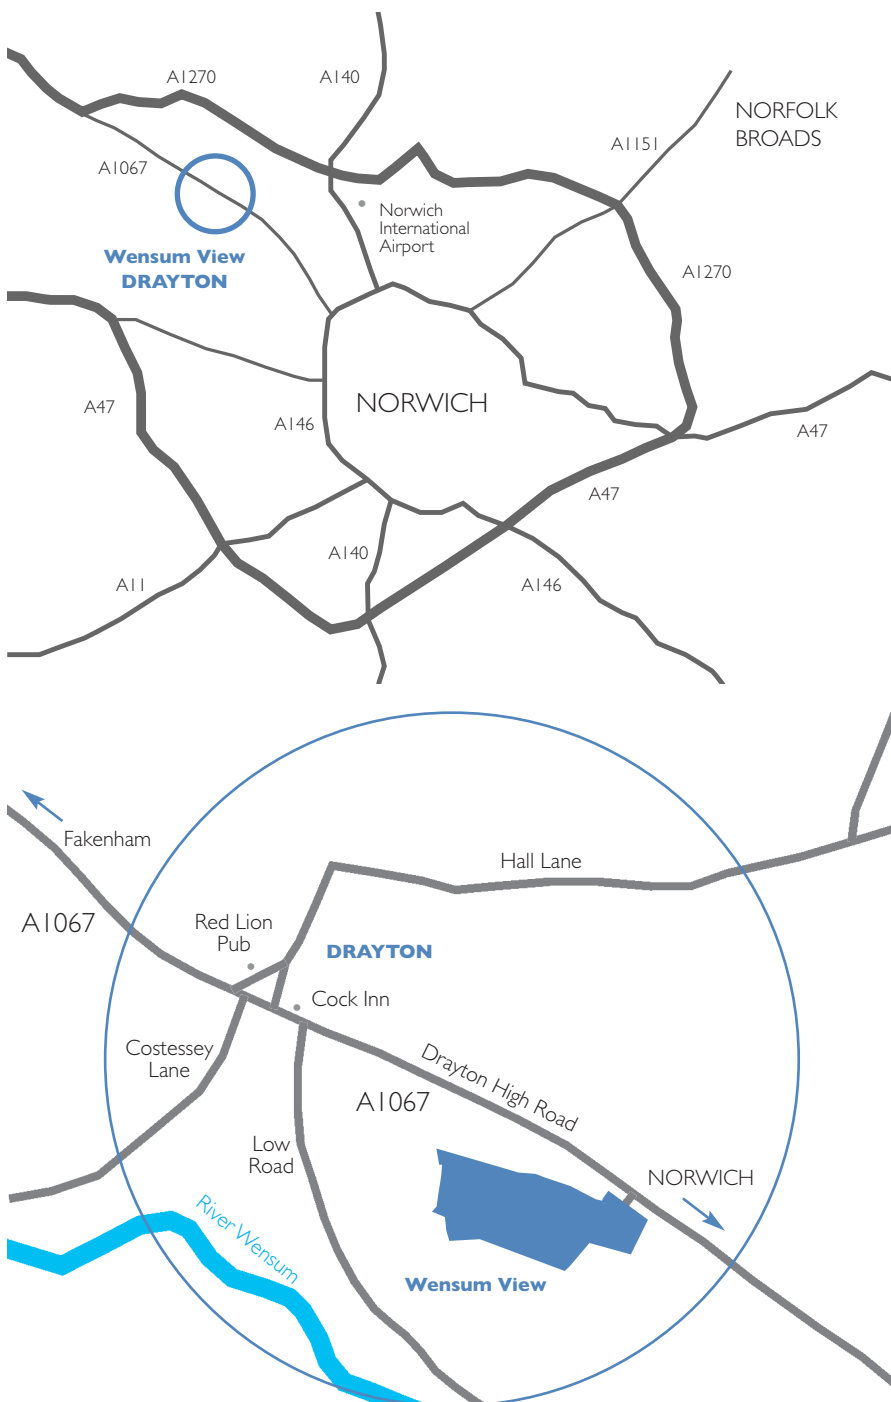 A1270
A140
NORFOLK
BROADS
A1151
A1067
Norwich
International
Airport
Wensum View
DRAYTON
A1270
NORWICH
A47
A146
A47
A47
A140
A11
A146
Fakenham
Hall Lane
A1067
Red Lion
Pub
DRAYTON
Cock Inn
Costessey
Lane
Drayton High Road
A1067
Low
Road
NORWICH
River Wensum
Wensum View